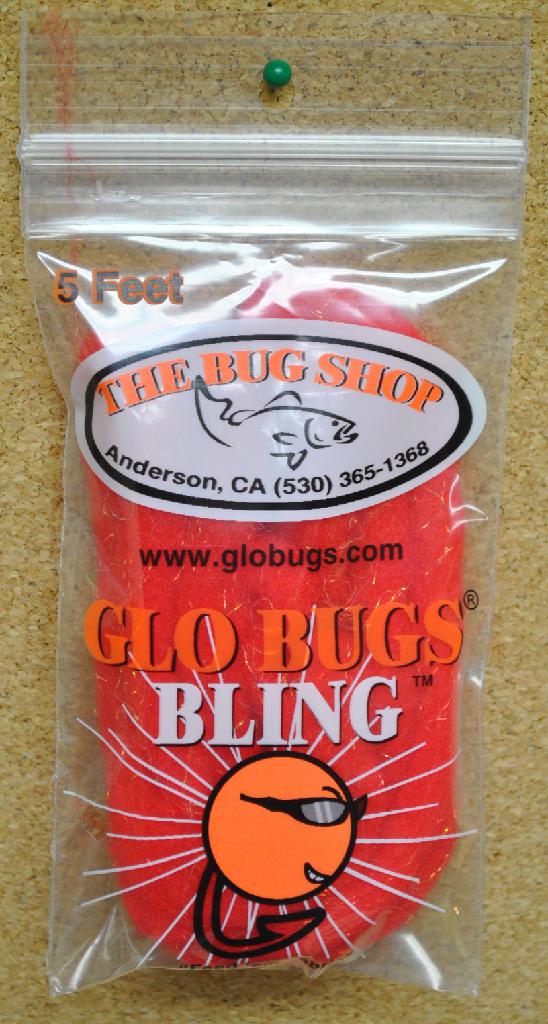 5 Feet
THE BUG SHOP
Anderson, CA (530) 365-1368
www.globugs.com
GLO BUGS®
BLING™